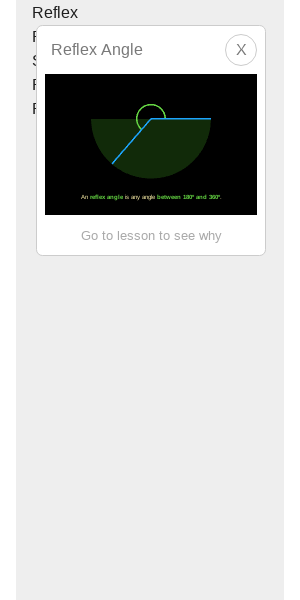 Reflex
Reflex Angle
X
An reflex angle is any angle between 180° and 360°.
Go to lesson to see why